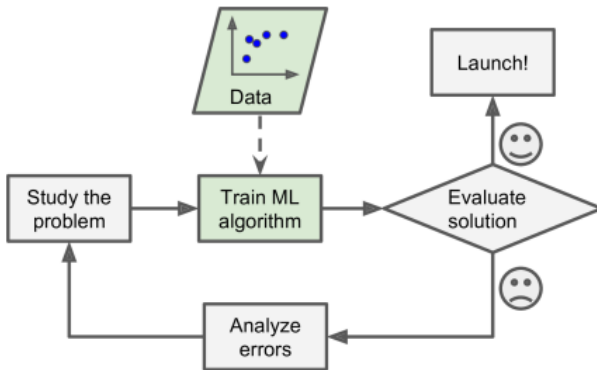 Data
Launch!
Study the
problem
Train ML
algorithm
Evaluate
solution
Analyze
errors